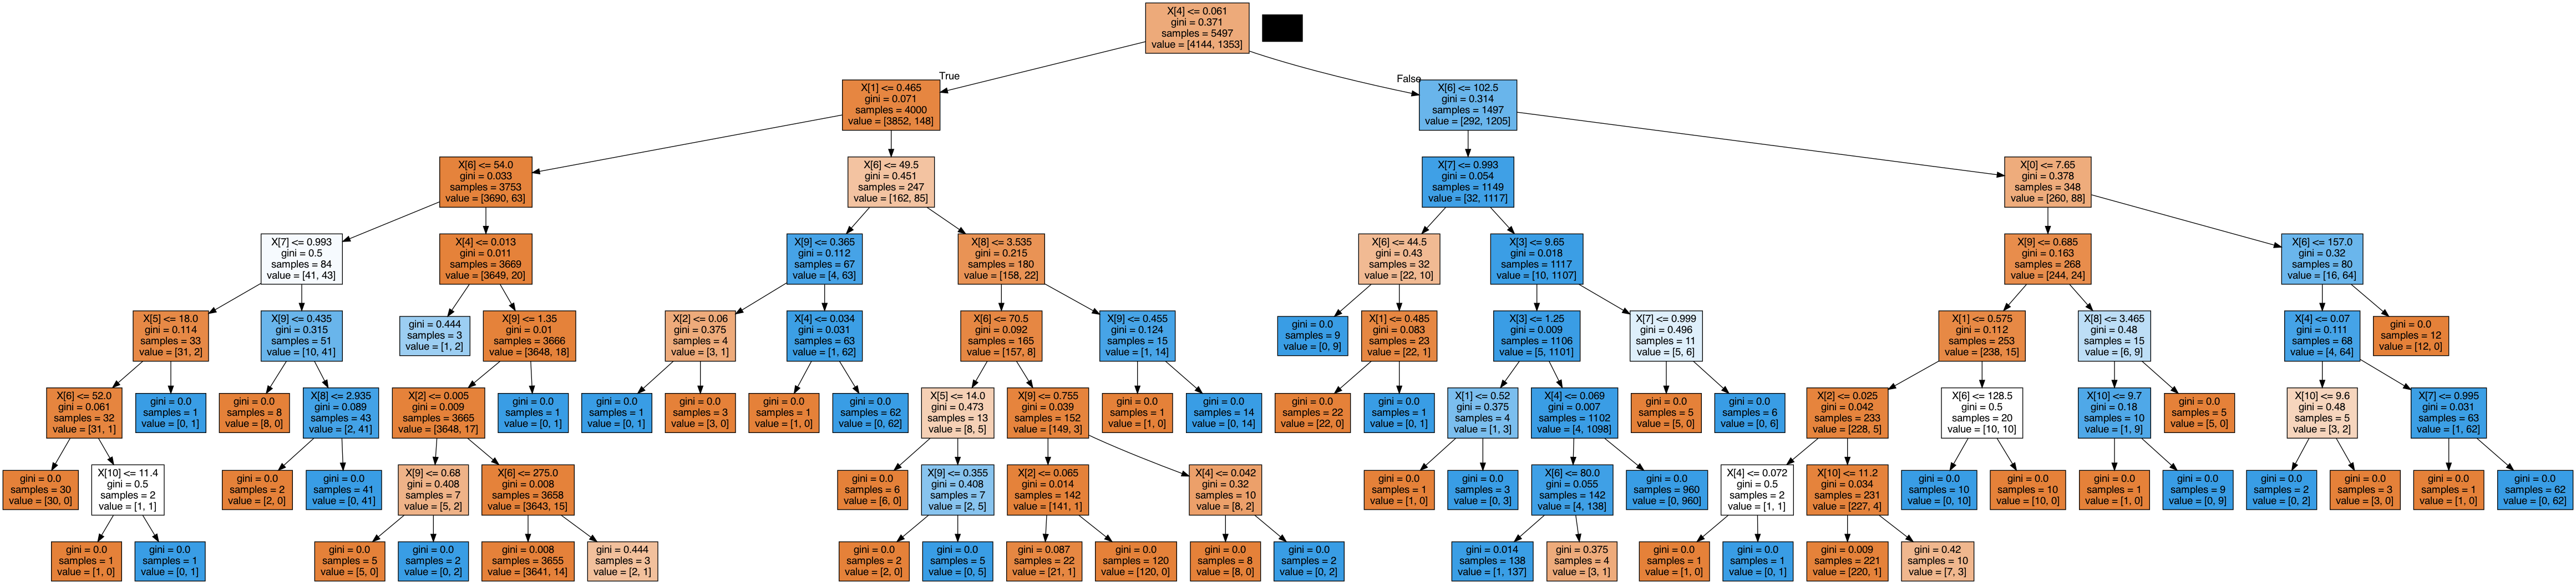 X[4] <= 0.061
gini = 0.371
samples = 5497
value = [4144, 1353]
True
False
X[1] <= 0.465
gini = 0.071
samples = 4000
value = [3852, 148]
X[6] <= 102.5
gini = 0.314
samples = 1497
value = [292, 1205]
X[6] <= 54.0
gini = 0.033
samples = 3753
value = [3690, 63]
X[6] <= 49.5
gini = 0.451
samples = 247
value = [162, 85]
X[7] <= 0.993
gini = 0.054
samples = 1149
value = [32, 1117]
X[0] <= 7.65
gini = 0.378
samples = 348
value = [260, 88]
X[7] <= 0.993
gini = 0.5
samples = 84
value = [41, 43]
X[4] <= 0.013
gini = 0.011
samples = 3669
value = [3649, 20]
X[9] <= 0.365
gini = 0.112
samples = 67
value = [4, 63]
X[8] <= 3.535
gini = 0.215
samples = 180
value = [158, 22]
X[6] <= 44.5
gini = 0.43
samples = 32
value = [22, 10]
X[3] <= 9.65
gini = 0.018
samples = 1117
value = [10, 1107]
X[9] <= 0.685
gini = 0.163
samples = 268
value = [244, 24]
X[6] <= 157.0
gini = 0.32
samples = 80
value = [16, 64]
X[5] <= 18.0
gini = 0.114
samples = 33
value = [31, 2]
X[9] <= 0.435
gini = 0.315
samples = 51
value = [10, 41]
gini = 0.444
samples = 3
value = [1, 2]
X[9] <= 1.35
gini = 0.01
samples = 3666
value = [3648, 18]
X[2] <= 0.06
gini = 0.375
samples = 4
value = [3, 1]
X[4] <= 0.034
gini = 0.031
samples = 63
value = [1, 62]
X[6] <= 70.5
gini = 0.092
samples = 165
value = [157, 8]
X[9] <= 0.455
gini = 0.124
samples = 15
value = [1, 14]
gini = 0.0
samples = 9
value = [0, 9]
X[1] <= 0.485
gini = 0.083
samples = 23
value = [22, 1]
X[3] <= 1.25
gini = 0.009
samples = 1106
value = [5, 1101]
X[7] <= 0.999
gini = 0.496
samples = 11
value = [5, 6]
X[1] <= 0.575
gini = 0.112
samples = 253
value = [238, 15]
X[8] <= 3.465
gini = 0.48
samples = 15
value = [6, 9]
X[4] <= 0.07
gini = 0.111
samples = 68
value = [4, 64]
gini = 0.0
samples = 12
value = [12, 0]
X[6] <= 52.0
gini = 0.061
samples = 32
value = [31, 1]
gini = 0.0
samples = 1
value = [0, 1]
gini = 0.0
samples = 8
value = [8, 0]
X[8] <= 2.935
gini = 0.089
samples = 43
value = [2, 41]
X[2] <= 0.005
gini = 0.009
samples = 3665
value = [3648, 17]
gini = 0.0
samples = 1
value = [0, 1]
gini = 0.0
samples = 1
value = [0, 1]
gini = 0.0
samples = 3
value = [3, 0]
gini = 0.0
samples = 1
value = [1, 0]
gini = 0.0
samples = 62
value = [0, 62]
X[5] <= 14.0
gini = 0.473
samples = 13
value = [8, 5]
X[9] <= 0.755
gini = 0.039
samples = 152
value = [149, 3]
gini = 0.0
samples = 1
value = [1, 0]
gini = 0.0
samples = 14
value = [0, 14]
gini = 0.0
samples = 22
value = [22, 0]
gini = 0.0
samples = 1
value = [0, 1]
X[1] <= 0.52
gini = 0.375
samples = 4
value = [1, 3]
X[4] <= 0.069
gini = 0.007
samples = 1102
value = [4, 1098]
gini = 0.0
samples = 5
value = [5, 0]
gini = 0.0
samples = 6
value = [0, 6]
X[2] <= 0.025
gini = 0.042
samples = 233
value = [228, 5]
X[6] <= 128.5
gini = 0.5
samples = 20
value = [10, 10]
X[10] <= 9.7
gini = 0.18
samples = 10
value = [1, 9]
gini = 0.0
samples = 5
value = [5, 0]
X[10] <= 9.6
gini = 0.48
samples = 5
value = [3, 2]
X[7] <= 0.995
gini = 0.031
samples = 63
value = [1, 62]
gini = 0.0
samples = 30
value = [30, 0]
X[10] <= 11.4
gini = 0.5
samples = 2
value = [1, 1]
gini = 0.0
samples = 2
value = [2, 0]
gini = 0.0
samples = 41
value = [0, 41]
X[9] <= 0.68
gini = 0.408
samples = 7
value = [5, 2]
X[6] <= 275.0
gini = 0.008
samples = 3658
value = [3643, 15]
gini = 0.0
samples = 6
value = [6, 0]
X[9] <= 0.355
gini = 0.408
samples = 7
value = [2, 5]
X[2] <= 0.065
gini = 0.014
samples = 142
value = [141, 1]
X[4] <= 0.042
gini = 0.32
samples = 10
value = [8, 2]
gini = 0.0
samples = 1
value = [1, 0]
gini = 0.0
samples = 3
value = [0, 3]
X[6] <= 80.0
gini = 0.055
samples = 142
value = [4, 138]
gini = 0.0
samples = 960
value = [0, 960]
X[4] <= 0.072
gini = 0.5
samples = 2
value = [1, 1]
X[10] <= 11.2
gini = 0.034
samples = 231
value = [227, 4]
gini = 0.0
samples = 10
value = [0, 10]
gini = 0.0
samples = 10
value = [10, 0]
gini = 0.0
samples = 1
value = [1, 0]
gini = 0.0
samples = 9
value = [0, 9]
gini = 0.0
samples = 2
value = [0, 2]
gini = 0.0
samples = 3
value = [3, 0]
gini = 0.0
samples = 1
value = [1, 0]
gini = 0.0
samples = 62
value = [0, 62]
gini = 0.0
samples = 1
value = [1, 0]
gini = 0.0
samples = 1
value = [0, 1]
gini = 0.0
samples = 5
value = [5, 0]
gini = 0.0
samples = 2
value = [0, 2]
gini = 0.008
samples = 3655
value = [3641, 14]
gini = 0.444
samples = 3
value = [2, 1]
gini = 0.0
samples = 2
value = [2, 0]
gini = 0.0
samples = 5
value = [0, 5]
gini = 0.087
samples = 22
value = [21, 1]
gini = 0.0
samples = 120
value = [120, 0]
gini = 0.0
samples = 8
value = [8, 0]
gini = 0.0
samples = 2
value = [0, 2]
gini = 0.014
samples = 138
value = [1, 137]
gini = 0.375
samples = 4
value = [3, 1]
gini = 0.0
samples = 1
value = [1, 0]
gini = 0.0
samples = 1
value = [0, 1]
gini = 0.009
samples = 221
value = [220, 1]
gini = 0.42
samples = 10
value = [7, 3]